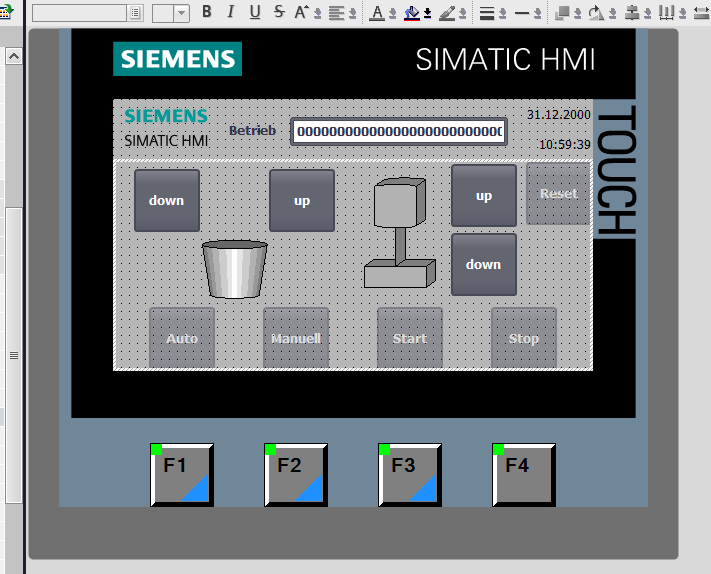 B I U S A A
SIEMENS SIMATIC HMI
SIEMENS
SIMATIC HMI
Betrieb
31.12.2000
10:59:39
TOUCH
down up up Reset
down
Auto Manuell Start Stop
F1 F2 F3 F4